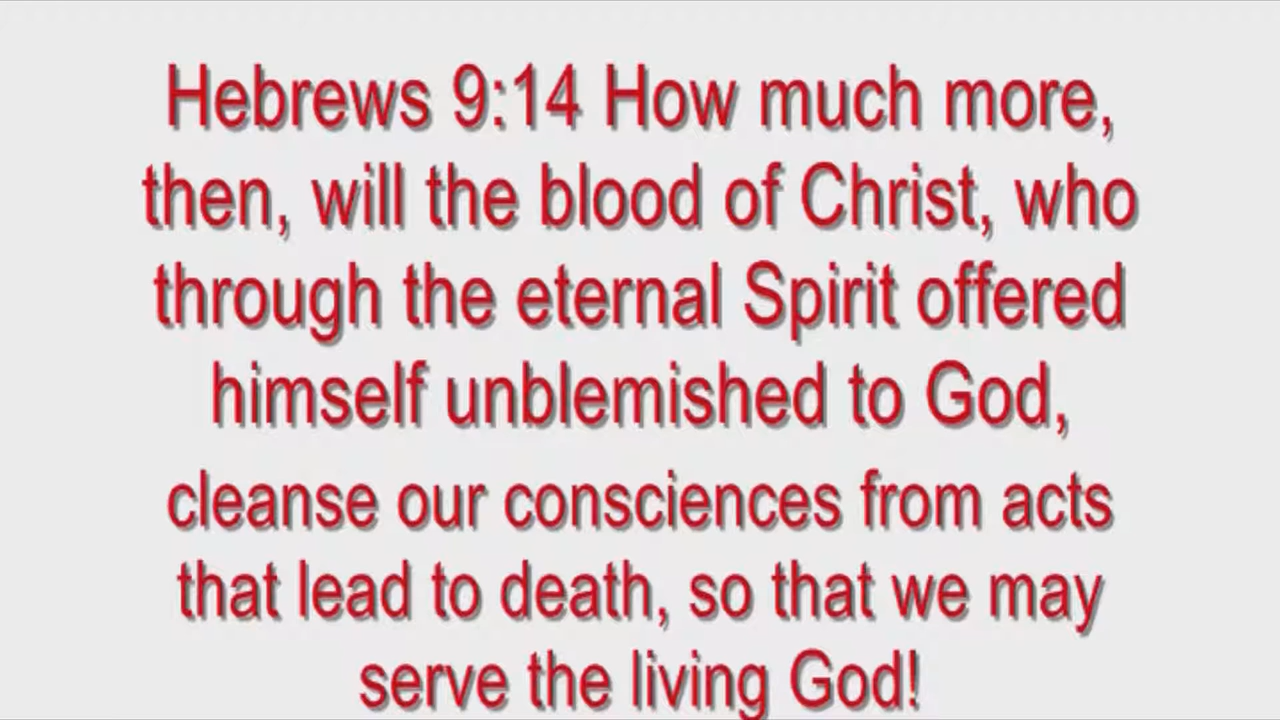 Hebrews 9:14 How much more,
then, will the blood of Christ, who
through the eternal Spirit offered
himself unblemished to God,
cleanse our consciences from acts
that lead to death, so that we may
serve the living God!